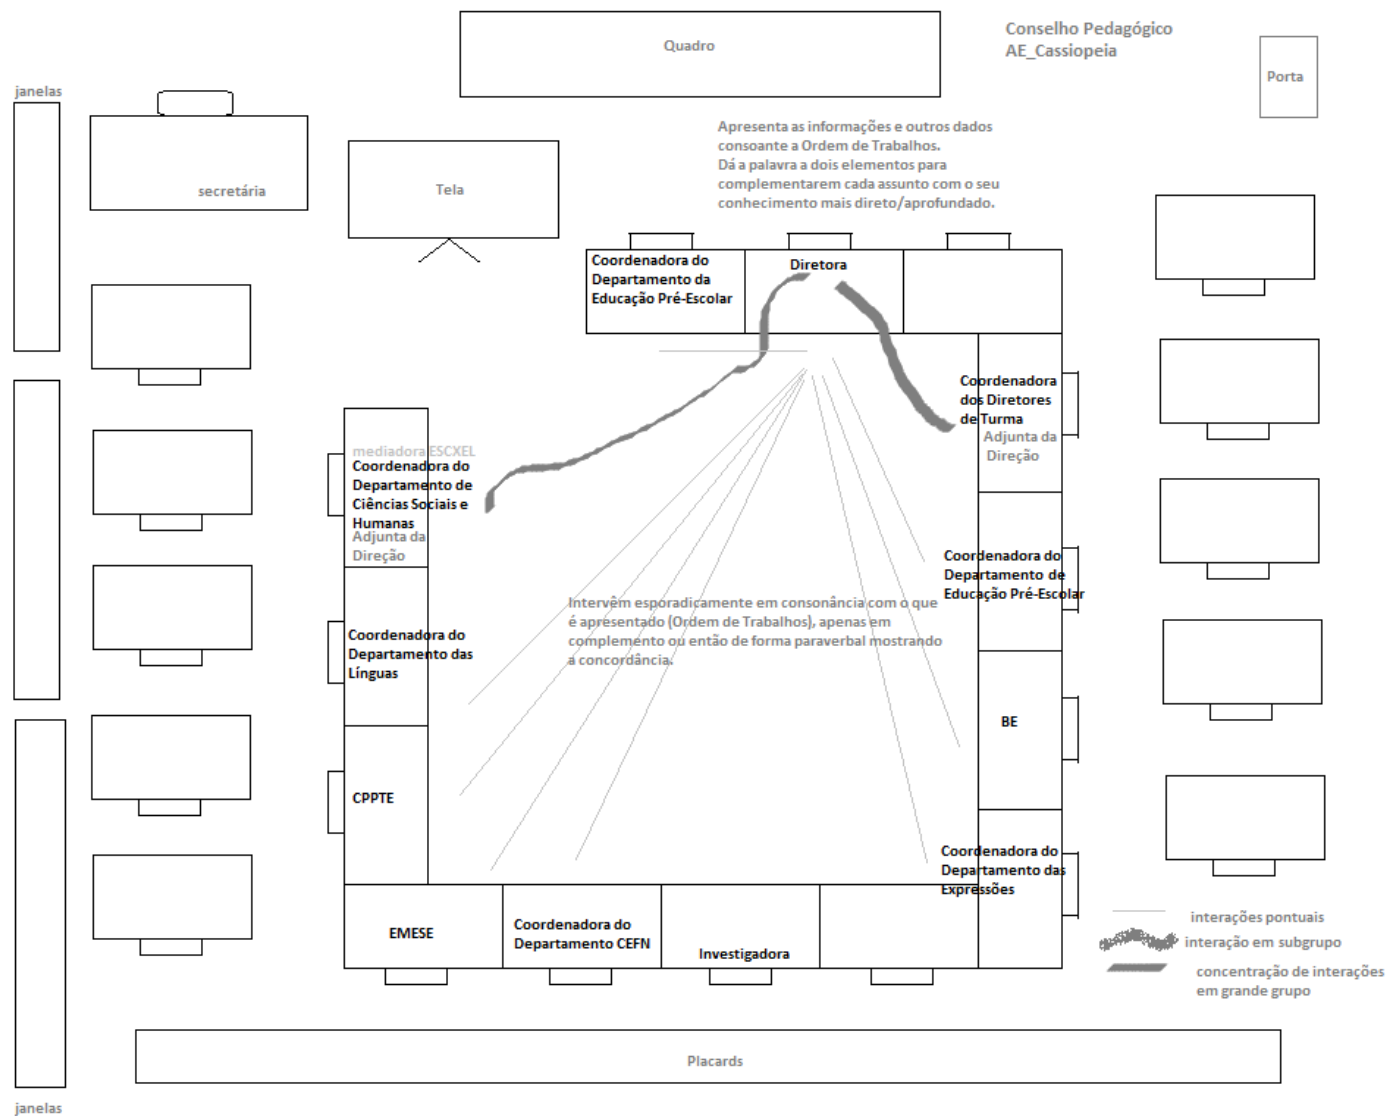 Quadro
Conselho Pedagógico
AE_Cassiopeia
Porta
janelas
secretária
Tela
Apresenta as informações e outros dados
consoante a Ordem de Trabalhos.
Dá a palavra a dois elementos para
complementarem cada assunto com o seu
conhecimento mais direto/aprofundado.
Coordenadora do
Departamento da
Educação Pré-Escolar
Diretora
Coordenadora
dos Diretores
de Turma
Adjunta da
Direção
mediadora ESCXEL
Coordenadora do
Departamento de
Ciências Sociais e
Humanas
Adjunta da
Direção
Coordenadora do
Departamento de
Educação Pré-Escolar
Intervêm esporadicamente em consonância com o que
é apresentado (Ordem de Trabalhos), apenas em
complemento ou então de forma paraverbal mostrando
a concordância.
Coordenadora do
Departamento das
Línguas
BE
CPPTE
Coordenadora do
Departamento das
Expressões
EMESE
Coordenadora do
Departamento CEFN
Investigadora
interações pontuais
interação em subgrupo
concentração de interações
em grande grupo
Placards
janelas